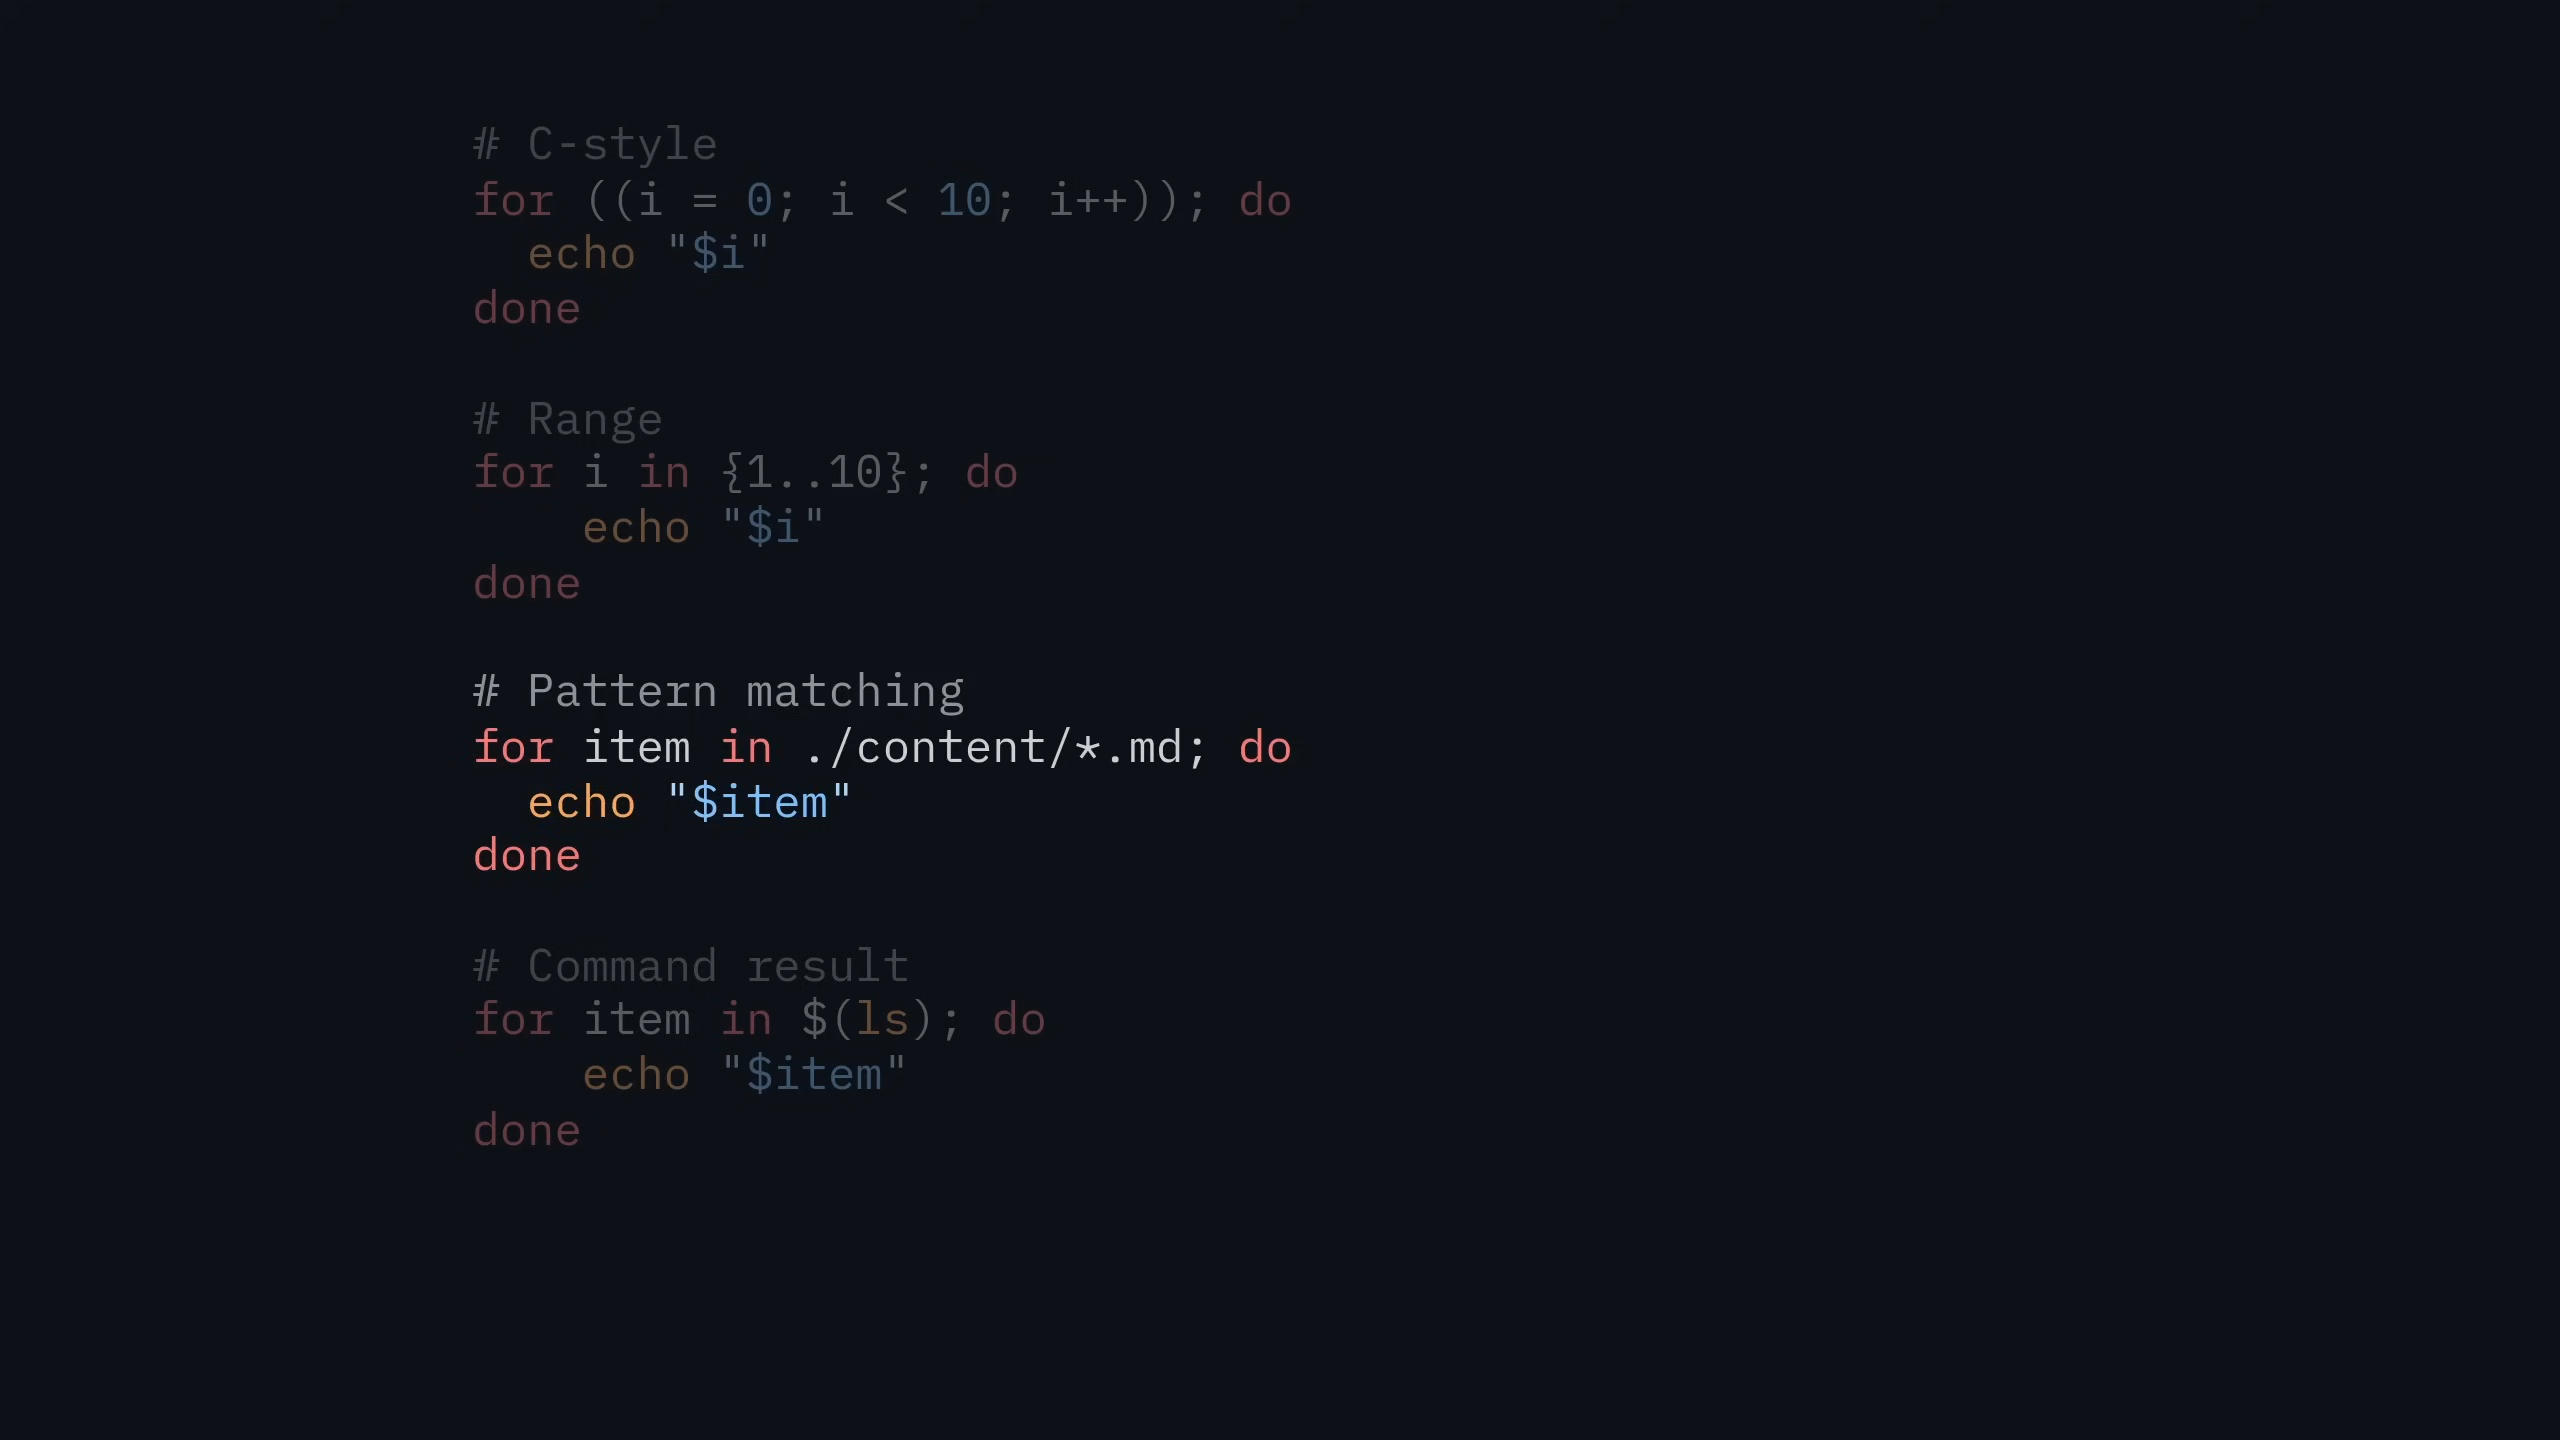 # C-style
for ((i = 0; i < 10; i++)); do
  echo "$i"
done

# Range
for i in {1..10}; do
    echo "$i"
done

# Pattern matching
for item in ./content/*.md; do
  echo "$item"
done

# Command result
for item in $(ls); do
    echo "$item"
done